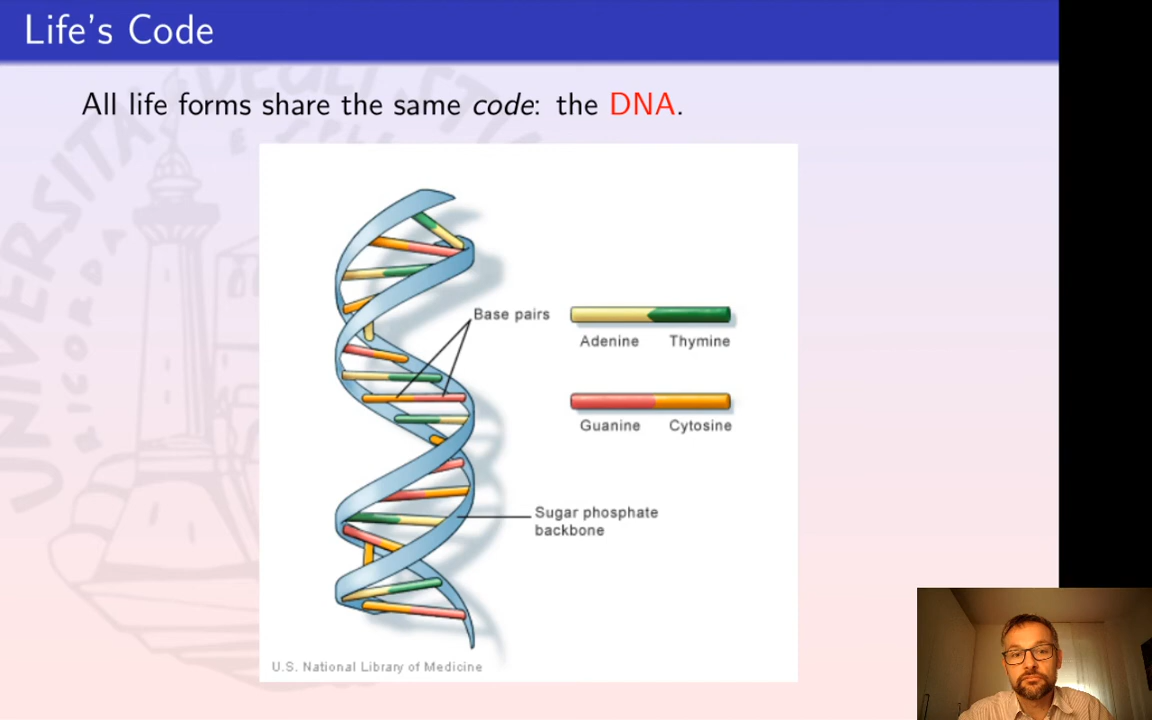 Life's Code
All life forms share the same code: the DNA.
Base pairs
Adenine Thymine
Guanine Cytosine
Sugar phosphate
backbone
U.S. National Library of Medicine